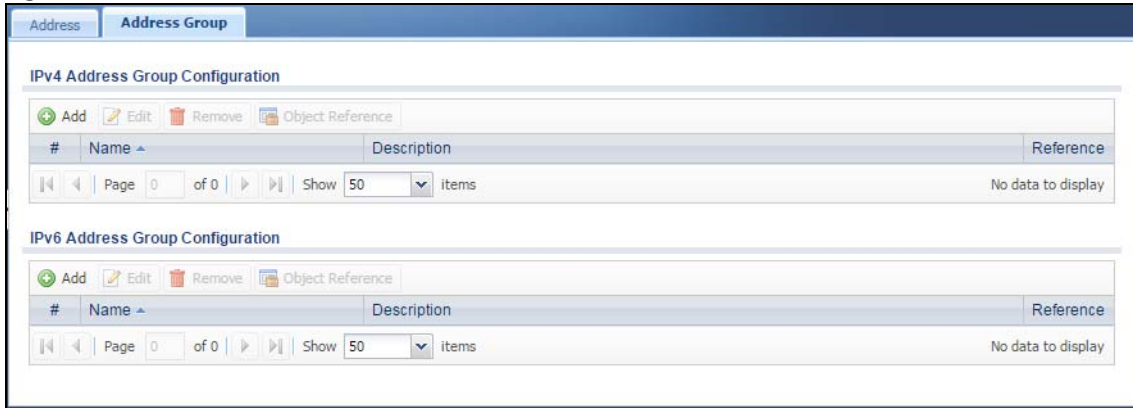 Address Address Group
IPv4 Address Group Configuration
Add Edit Remove Object Reference
# Name Description Reference
Page 0 of 0 Show 50 items No data to display
IPv6 Address Group Configuration
Add Edit Remove Object Reference
# Name Description Reference
Page 0 of 0 Show 50 items No data to display